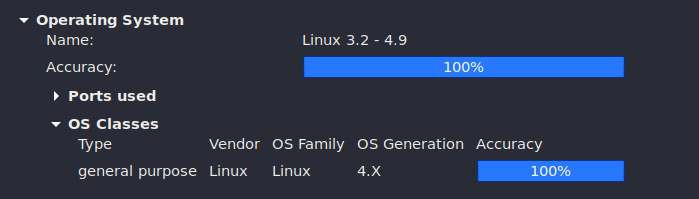 Operating System
Name: Linux 3.2 - 4.9
Accuracy: 100%
Ports used
OS Classes
Type Vendor OS Family OS Generation Accuracy
general purpose Linux Linux 4.X 100%